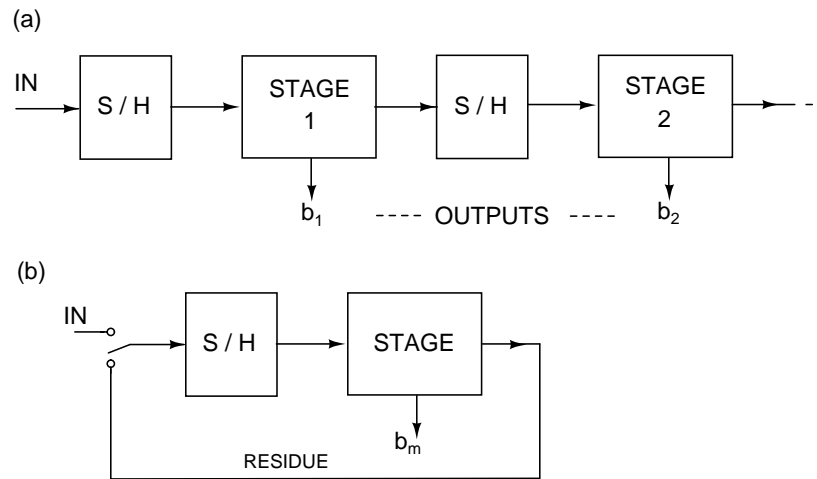 (a)
IN
S / H
STAGE
1
S / H
STAGE
2
b₁
OUTPUTS
b₂
(b)
IN
S / H
STAGE
bₘ
RESIDUE